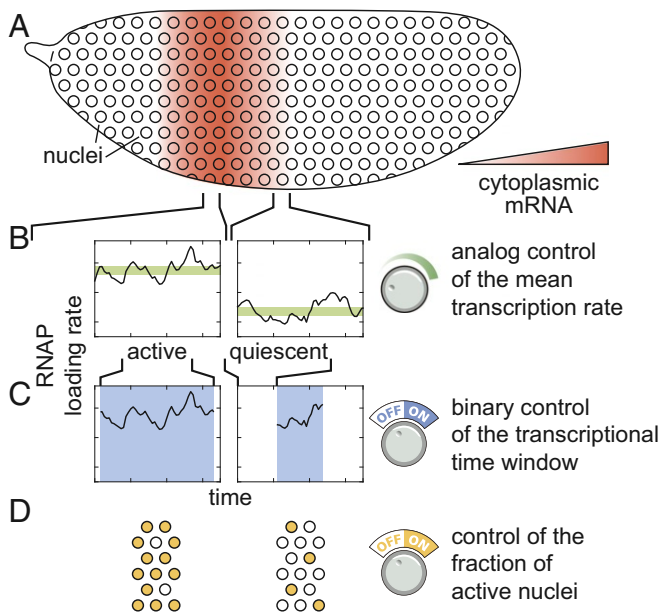 A
nuclei
cytoplasmic
mRNA
B
RNAP
loading rate
analog control
of the mean
transcription rate
active
quiescent
C
OFF ON
binary control
of the transcriptional
time window
time
D
OFF ON
control of the
fraction of
active nuclei